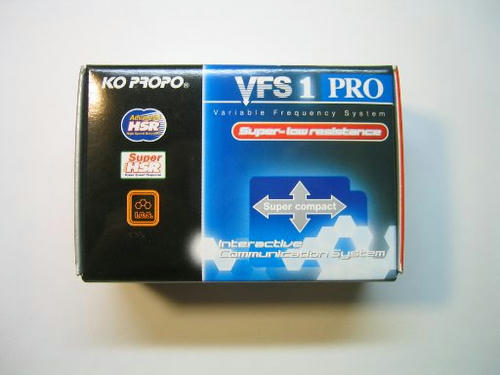 KO PROPO®
VFS 1 PRO
Variable Frequency System
Super-low resistance
Advanced
HSR
Super
HSR
I.C.S.
Super compact
Interactive
Communication System